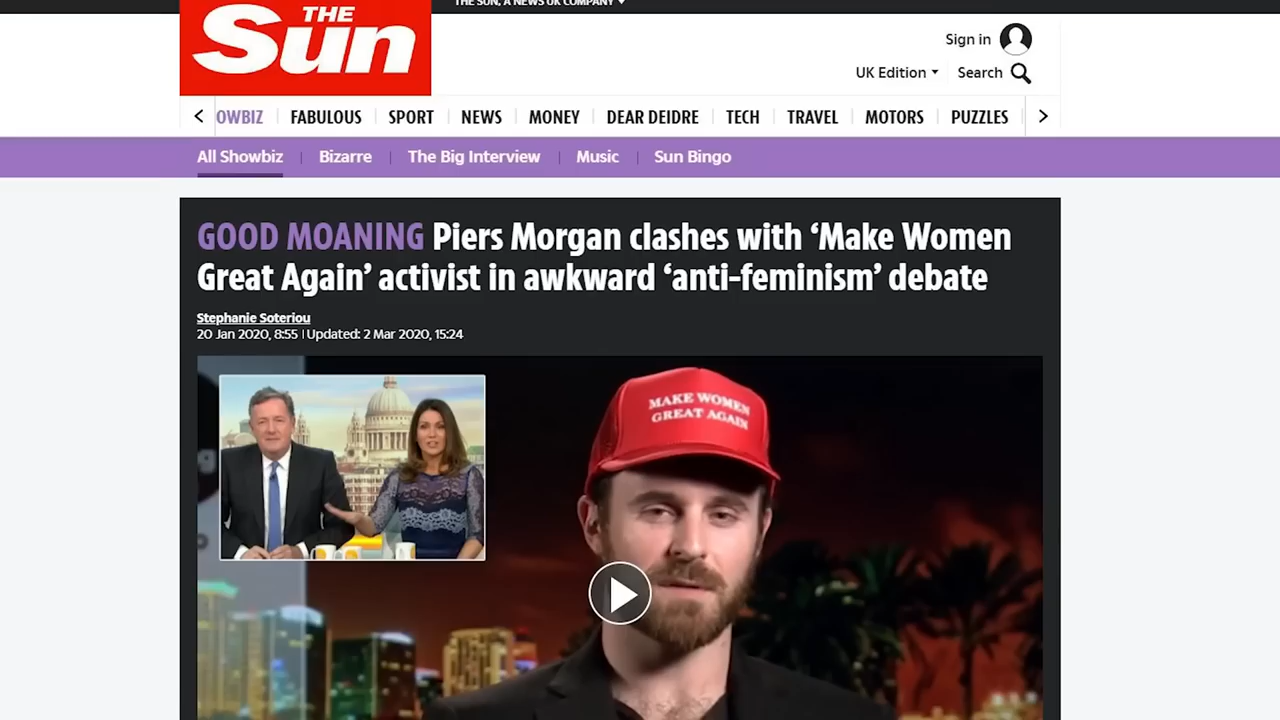 THE SUN, A NEWS UK COMPANY
THE
Sun
Sign in
UK Edition
Search
OWBIZ
FABULOUS
SPORT
NEWS
MONEY
DEAR DEIDRE
TECH
TRAVEL
MOTORS
PUZZLES
All Showbiz
Bizarre
The Big Interview
Music
Sun Bingo
GOOD MOANING Piers Morgan clashes with ‘Make Women
Great Again’ activist in awkward ‘anti-feminism’ debate
Stephanie Soteriou
20 Jan 2020, 8:55 | Updated: 2 Mar 2020, 15:24
MAKE WOMEN
GREAT AGAIN